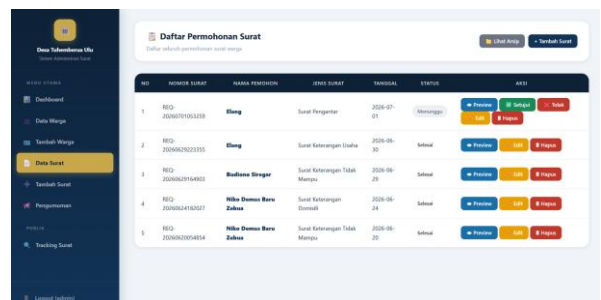 Desa Tuhemberua Ulu
Sistem Administrasi Surat
MENU UTAMA
Dashboard
Data Warga
Tambah Warga
Data Surat
Tambah Surat
Pengumuman
PUBLIK
Tracking Surat
Logout (admin)
Daftar Permohonan Surat
Daftar seluruh permohonan surat warga
Lihat Arsip
+ Tambah Surat
NO NOMOR SURAT NAMA PEMOHON JENIS SURAT TANGGAL STATUS AKSI
1 REQ-20260701053259 Elang Surat Pengantar 2026-07-01 Menunggu Preview Setujui Tolak Edit Hapus
2 REQ-20260629223355 Elang Surat Keterangan Usaha 2026-06-30 Selesai Preview Edit Hapus
3 REQ-20260629164803 Budiono Siregar Surat Keterangan Tidak Mampu 2026-06-29 Selesai Preview Edit Hapus
4 REQ-20260624182027 Niko Demus Baru Zebua Surat Keterangan Domisili 2026-06-24 Selesai Preview Edit Hapus
5 REQ-20260620054854 Niko Demus Baru Zebua Surat Keterangan Tidak Mampu 2026-06-20 Selesai Preview Edit Hapus